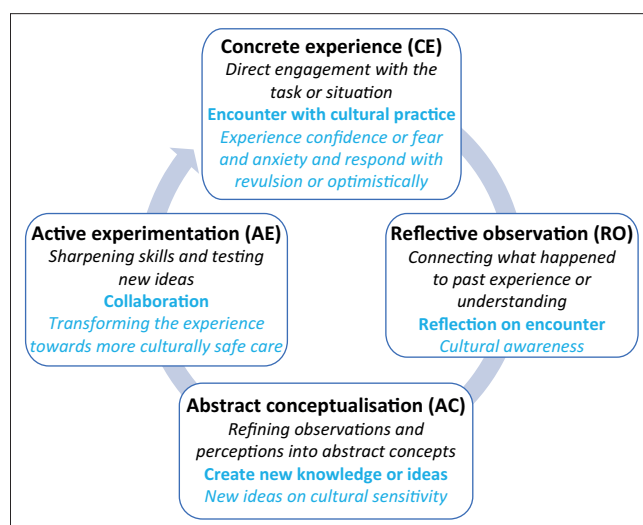 Concrete experience (CE)
Direct engagement with the
task or situation
Encounter with cultural practice
Experience confidence or fear
and anxiety and respond with
revulsion or optimistically
Active experimentation (AE)
Sharpening skills and testing
new ideas
Collaboration
Transforming the experience
towards more culturally safe care
Reflective observation (RO)
Connecting what happened
to past experience or
understanding
Reflection on encounter
Cultural awareness
Abstract conceptualisation (AC)
Refining observations and
perceptions into abstract concepts
Create new knowledge or ideas
New ideas on cultural sensitivity